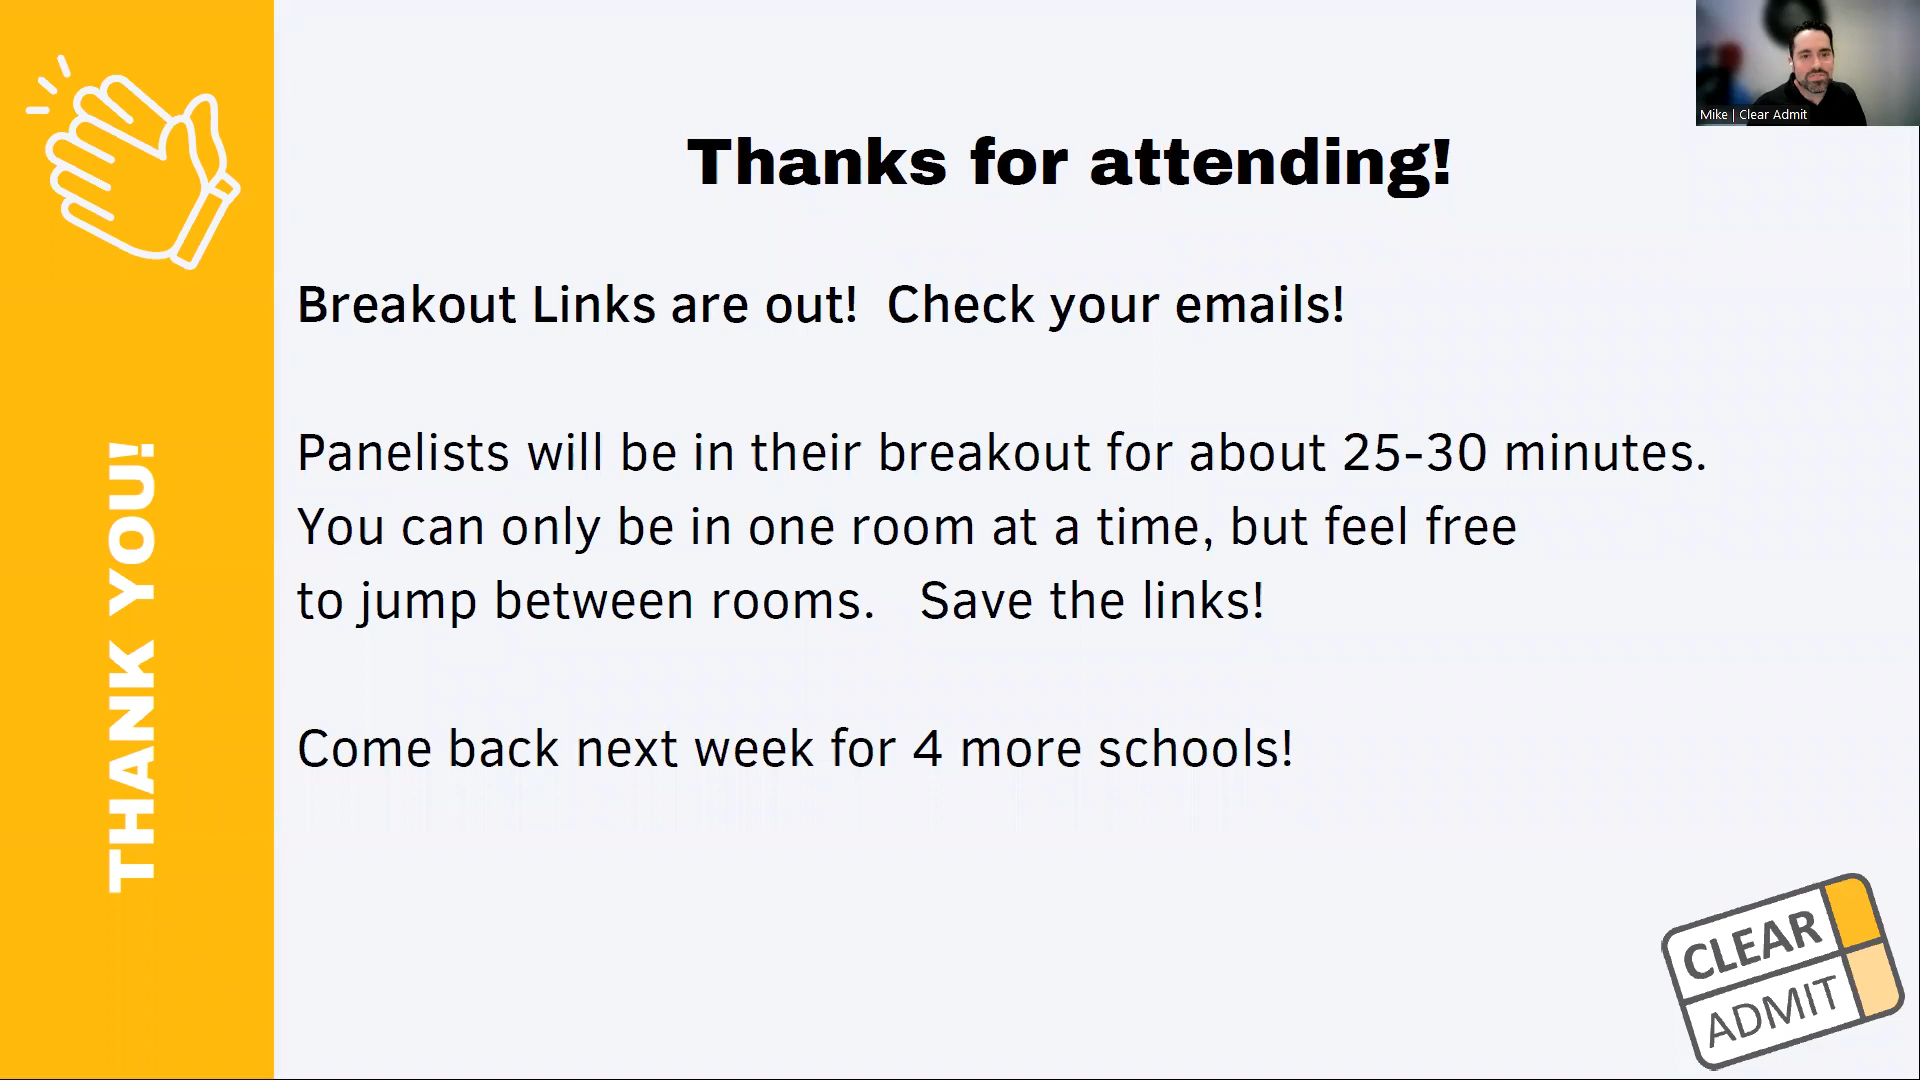 Mike | Clear Admit
Thanks for attending!
Breakout Links are out!  Check your emails!
Panelists will be in their breakout for about 25-30 minutes.
You can only be in one room at a time, but feel free
to jump between rooms.   Save the links!
Come back next week for 4 more schools!
THANK YOU!
CLEAR
ADMIT